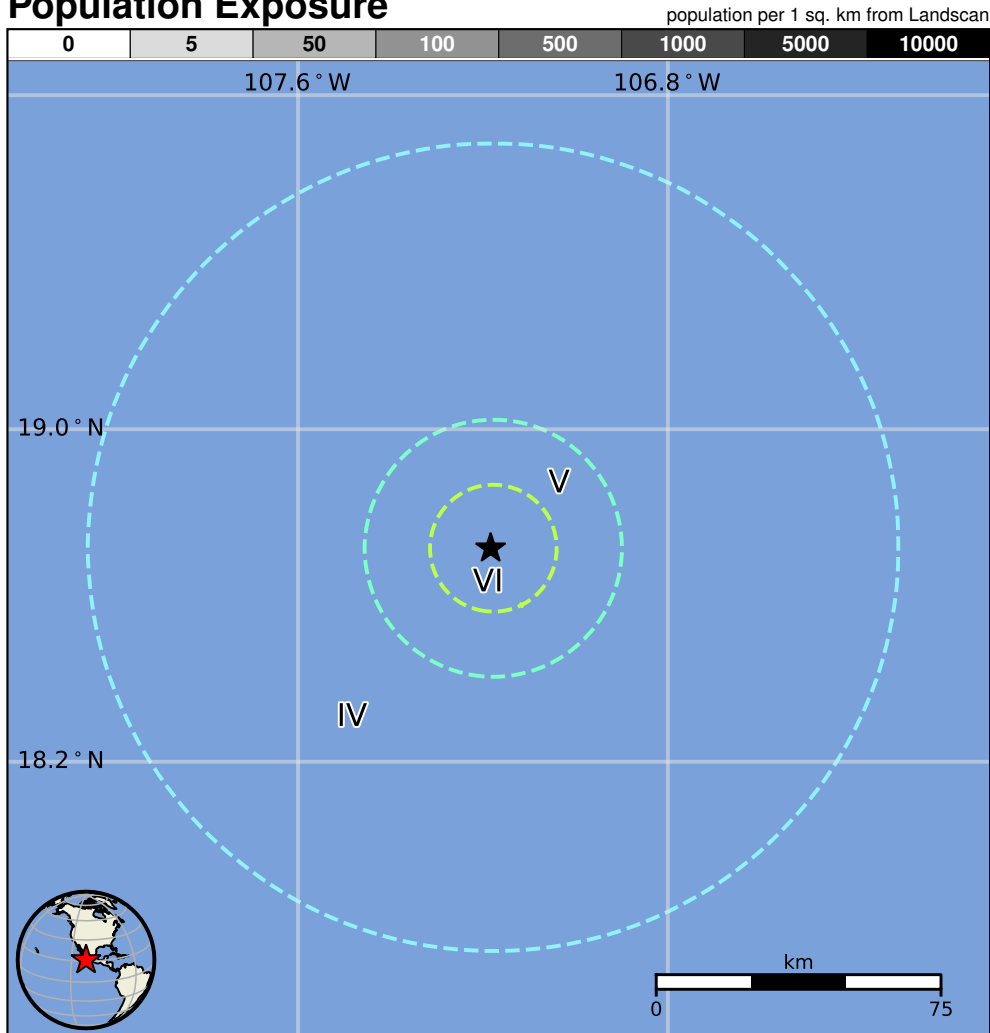 Population Exposure
population per 1 sq. km from Landscan
0 5 50 100 500 1000 5000 10000
107.6°W 106.8°W
19.0°N
V
VI
IV
18.2°N
km
0 75